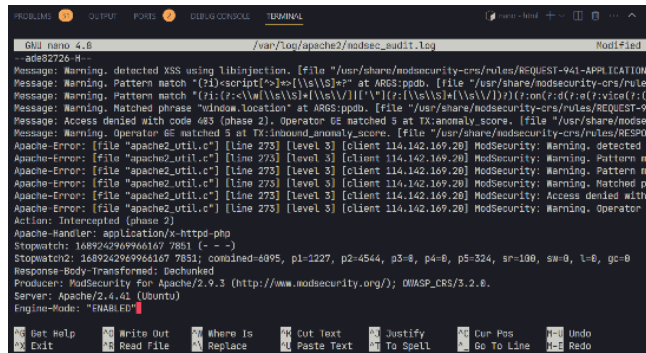 PROBLEMS 31 OUTPUT PORTS 2 DEBUG CONSOLE TERMINAL nano - html
GNU nano 4.8 /var/log/apache2/modsec_audit.log Modified
--ade82726-H--
Message: Warning. detected XSS using libinjection. [file "/usr/share/modsecurity-crs/rules/REQUEST-941-APPLICATION
Message: Warning. Pattern match "(?i)<script[^>]*>[\\s\\S]*?" at ARGS:ppdb. [file "/usr/share/modsecurity-crs/rule
Message: Warning. Pattern match
Message: Warning. Matched phrase "window.location" at ARGS:ppdb. [file "/usr/share/modsecurity-crs/rules/REQUEST-9
Message: Access denied with code 403 (phase 2). Operator GE matched 5 at TX:anomaly_score. [file "/usr/share/modse
Message: Warning. Operator GE matched 5 at TX:inbound_anomaly_score. [file "/usr/share/modsecurity-crs/rules/RESPO
Apache-Error: [file "apache2_util.c"] [line 273] [level 3] [client 114.142.169.20] ModSecurity: Warning. detected
Apache-Error: [file "apache2_util.c"] [line 273] [level 3] [client 114.142.169.20] ModSecurity: Warning. Pattern m
Apache-Error: [file "apache2_util.c"] [line 273] [level 3] [client 114.142.169.20] ModSecurity: Warning. Pattern m
Apache-Error: [file "apache2_util.c"] [line 273] [level 3] [client 114.142.169.20] ModSecurity: Warning. Matched p
Apache-Error: [file "apache2_util.c"] [line 273] [level 3] [client 114.142.169.20] ModSecurity: Access denied with
Apache-Error: [file "apache2_util.c"] [line 273] [level 3] [client 114.142.169.20] ModSecurity: Warning. Operator
Action: Intercepted (phase 2)
Apache-Handler: application/x-httpd-php
Stopwatch: 1689242969966167 7851 (- - -)
Stopwatch2: 1689242969966167 7851; combined=6095, p1=1227, p2=4544, p3=0, p4=0, p5=324, sr=100, sw=0, l=0, gc=0
Response-Body-Transformed: Dechunked
Producer: ModSecurity for Apache/2.9.3 (http://www.modsecurity.org/); OWASP_CRS/3.2.0.
Server: Apache/2.4.41 (Ubuntu)
Engine-Mode: "ENABLED"
^G Get Help ^O Write Out ^W Where Is ^K Cut Text ^J Justify ^C Cur Pos M-U Undo
^X Exit ^R Read File ^\ Replace ^U Paste Text ^T To Spell ^_ Go To Line M-E Redo